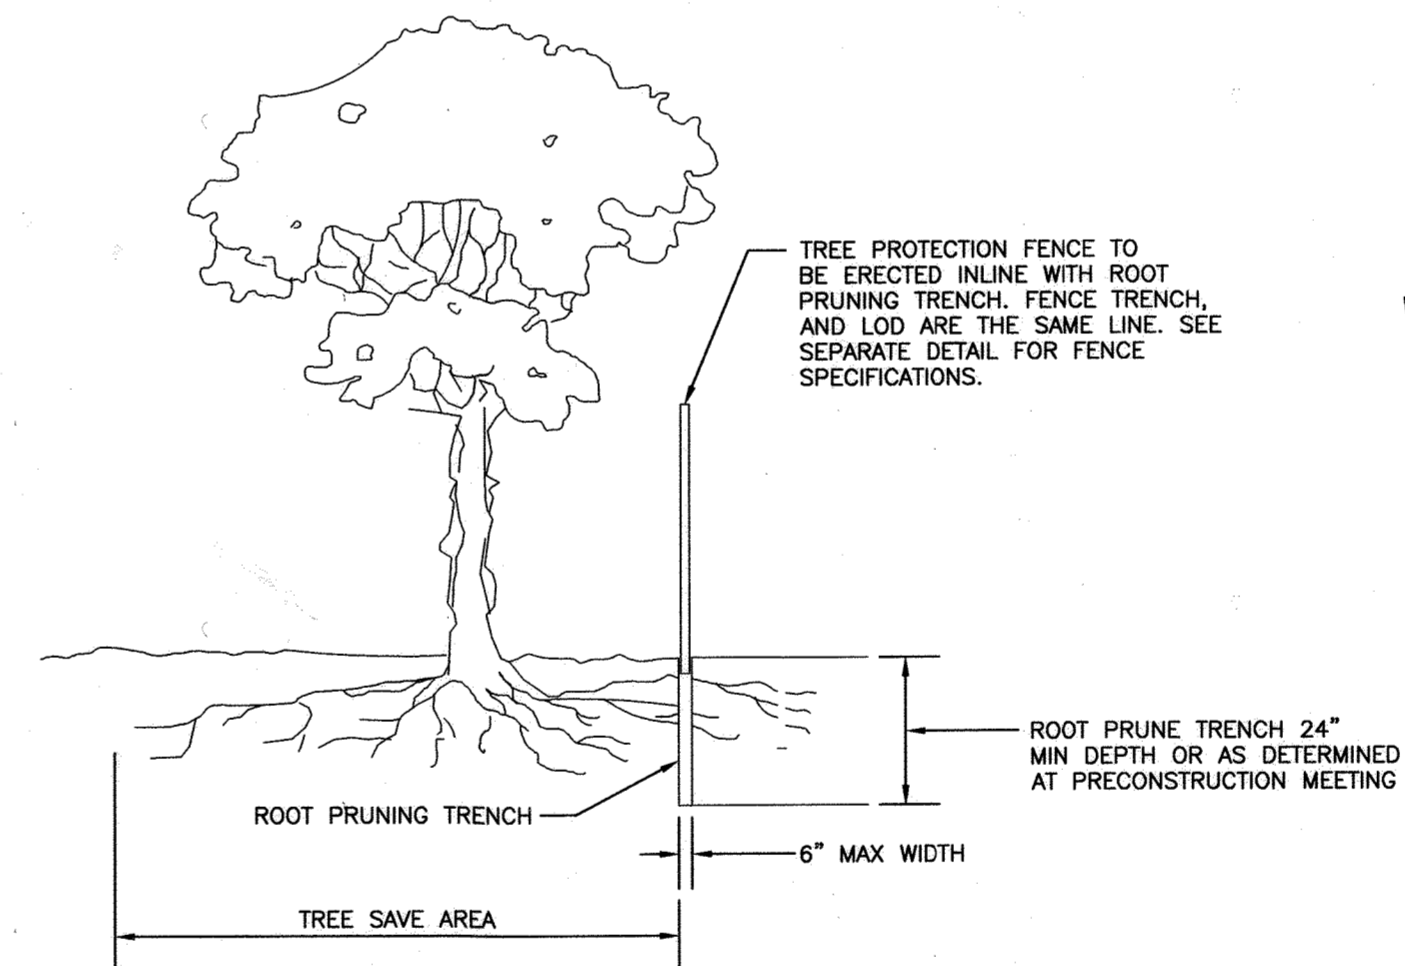 TREE PROTECTION FENCE TO
BE ERECTED INLINE WITH ROOT
PRUNING TRENCH. FENCE TRENCH,
AND LOD ARE THE SAME LINE. SEE
SEPARATE DETAIL FOR FENCE
SPECIFICATIONS.
ROOT PRUNE TRENCH 24”
MIN DEPTH OR AS DETERMINED
AT PRECONSTRUCTION MEETING
ROOT PRUNING TRENCH
6” MAX WIDTH
TREE SAVE AREA